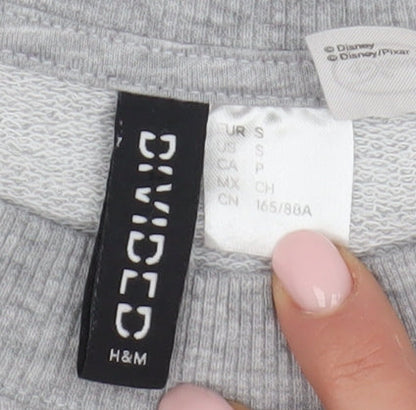 © Disney
© Disney/Pixar
DIVIDED
H&M
UR S
US S
CA P
MX CH
CN 165/88A